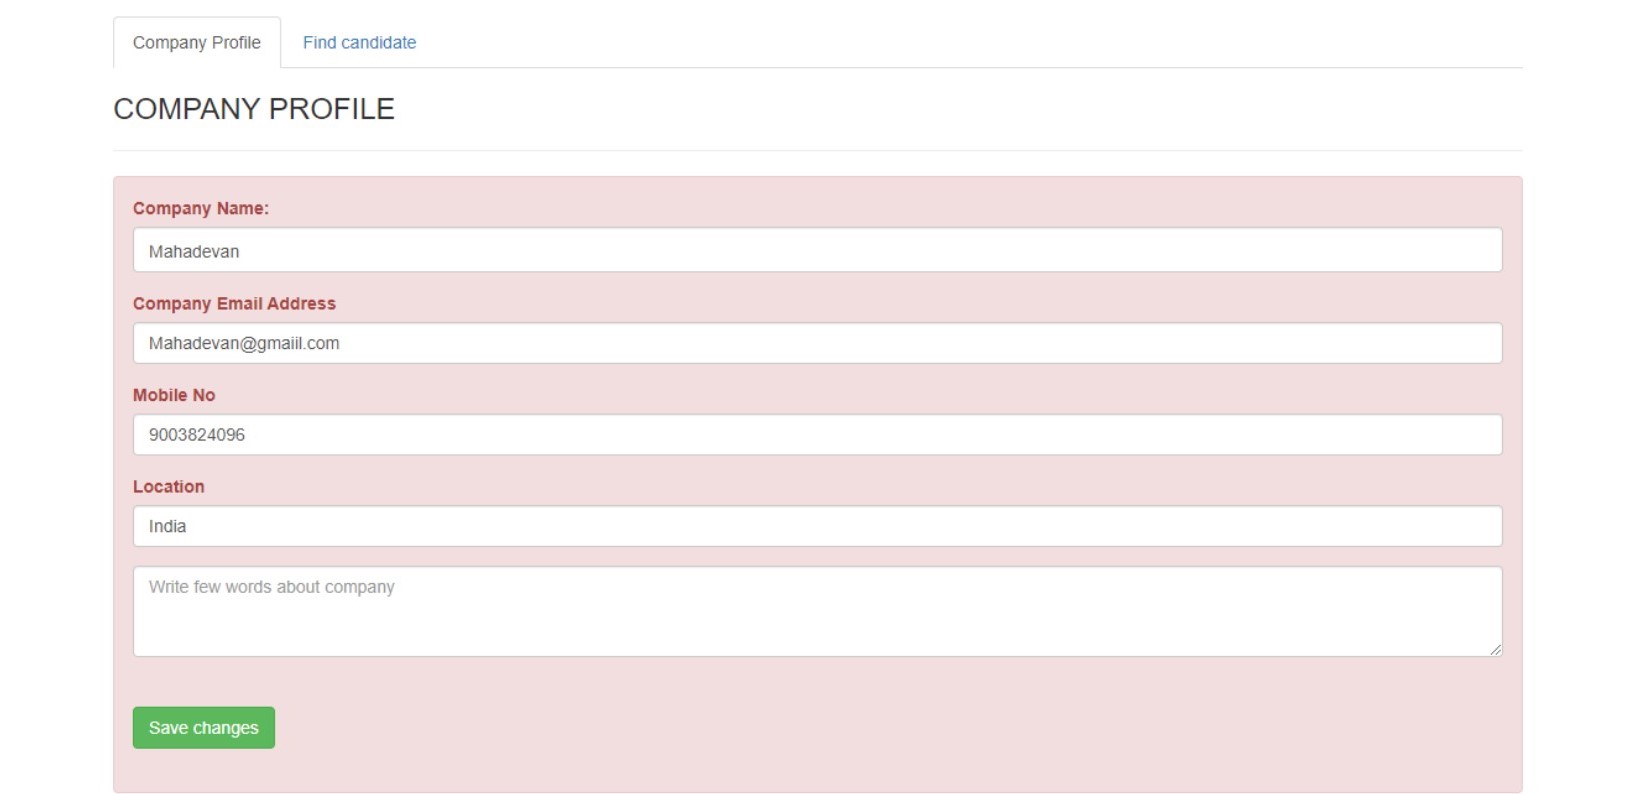 Company Profile
Find candidate
COMPANY PROFILE
Company Name:
Mahadevan
Company Email Address
Mahadevan@gmaiil.com
Mobile No
9003824096
Location
India
Write few words about company
Save changes